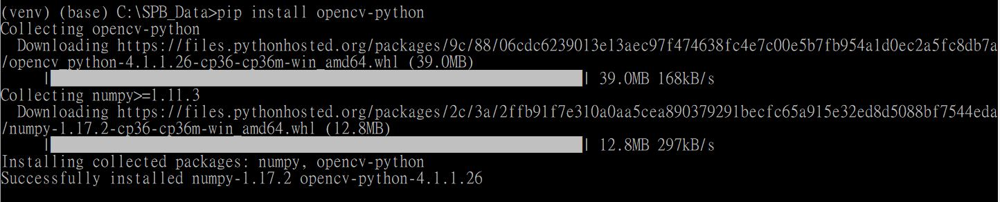 (venv) (base) C:\SPB_Data>pip install opencv-python
Collecting opencv-python
  Downloading https://files.pythonhosted.org/packages/9c/88/06cdc6239013e13aec97f474638fc4e7c00e5b7fb954a1d0ec2a5fc8db7a
/opencv_python-4.1.1.26-cp36-cp36m-win_amd64.whl (39.0MB)
    | | 39.0MB 168kB/s
Collecting numpy>=1.11.3
  Downloading https://files.pythonhosted.org/packages/2c/3a/2ffb91f7e310a0aa5cea890379291becfc65a915e32ed8d5088bf7544eda
/numpy-1.17.2-cp36-cp36m-win_amd64.whl (12.8MB)
    | | 12.8MB 297kB/s
Installing collected packages: numpy, opencv-python
Successfully installed numpy-1.17.2 opencv-python-4.1.1.26